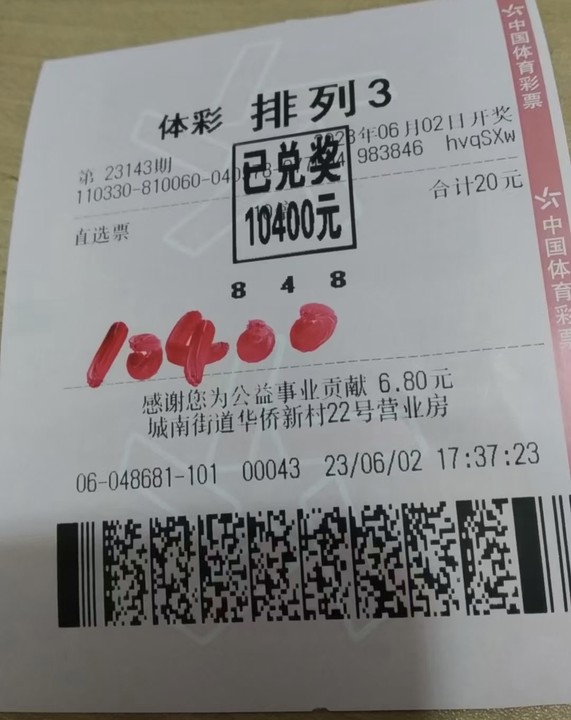 体彩 排列3
第 23143期
2023年06月02日开奖
110330-810060-040
983846 hvqSXw
已兑奖
10400元
直选票
合计20元
8 4 8
10400
感谢您为公益事业贡献 6.80元
城南街道华侨新村22号营业房
06-048681-101 00043 23/06/02 17:37:23
中国体育彩票
中国体育彩票